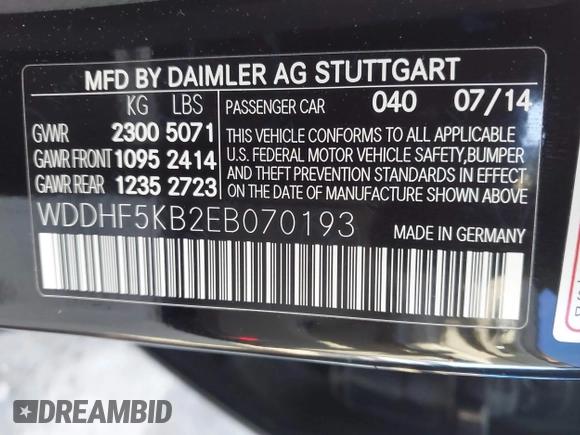 MFD BY DAIMLER AG STUTTGART
KG LBS PASSENGER CAR 040 07/14
GVWR 2300 5071
GAWR FRONT 1095 2414
GAWR REAR 1235 2723
THIS VEHICLE CONFORMS TO ALL APPLICABLE
U.S. FEDERAL MOTOR VEHICLE SAFETY, BUMPER
AND THEFT PREVENTION STANDARDS IN EFFECT
ON THE DATE OF MANUFACTURE SHOWN ABOVE
WDDHF5KB2EB070193 MADE IN GERMANY
DREAMBID